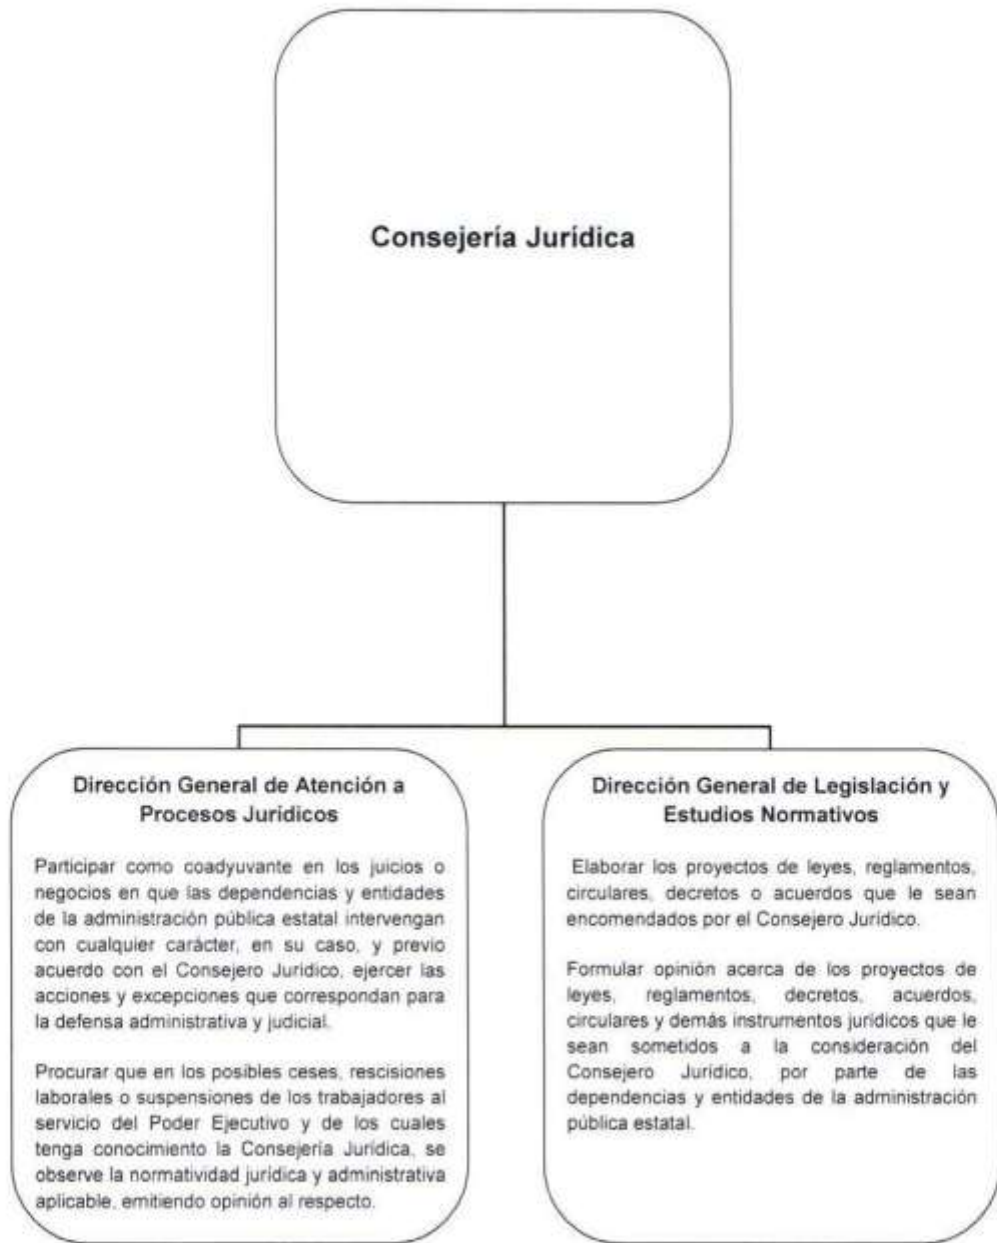 Consejería Jurídica
Dirección General de Atención a
Procesos Jurídicos
Participar como coadyuvante en los juicios o
negocios en que las dependencias y entidades
de la administración pública estatal intervengan
con cualquier carácter, en su caso, y previo
acuerdo con el Consejero Jurídico, ejercer las
acciones y excepciones que correspondan para
la defensa administrativa y judicial.
Procurar que en los posibles ceses, rescisiones
laborales o suspensiones de los trabajadores al
servicio del Poder Ejecutivo y de los cuales
tenga conocimiento la Consejería Jurídica, se
observe la normatividad jurídica y administrativa
aplicable, emitiendo opinión al respecto.
Dirección General de Legislación y
Estudios Normativos
Elaborar los proyectos de leyes, reglamentos,
circulares, decretos o acuerdos que le sean
encomendados por el Consejero Jurídico.
Formular opinión acerca de los proyectos de
leyes, reglamentos, decretos, acuerdos,
circulares y demás instrumentos jurídicos que le
sean sometidos a la consideración del
Consejero Jurídico, por parte de las
dependencias y entidades de la administración
pública estatal.